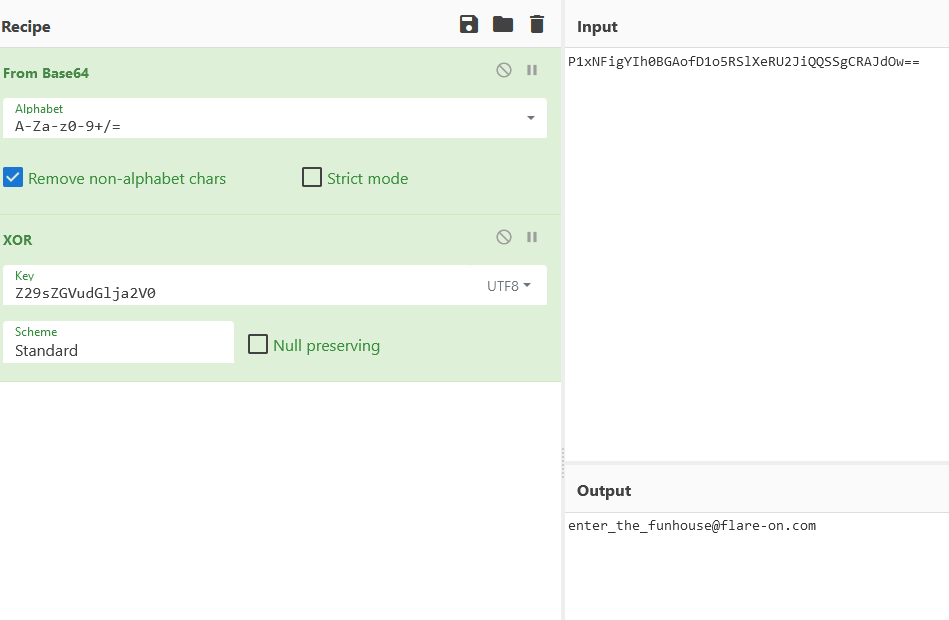 Recipe
From Base64
Alphabet
A-Za-z0-9+/=
Remove non-alphabet chars
Strict mode
XOR
Key
Z29sZGVudGlja2V0
UTF8
Scheme
Standard
Null preserving
Input
P1xNFigYIh0BGAofD1o5RSlXeRU2JiQQSSgCRAJdOw==
Output
enter_the_funhouse@flare-on.com